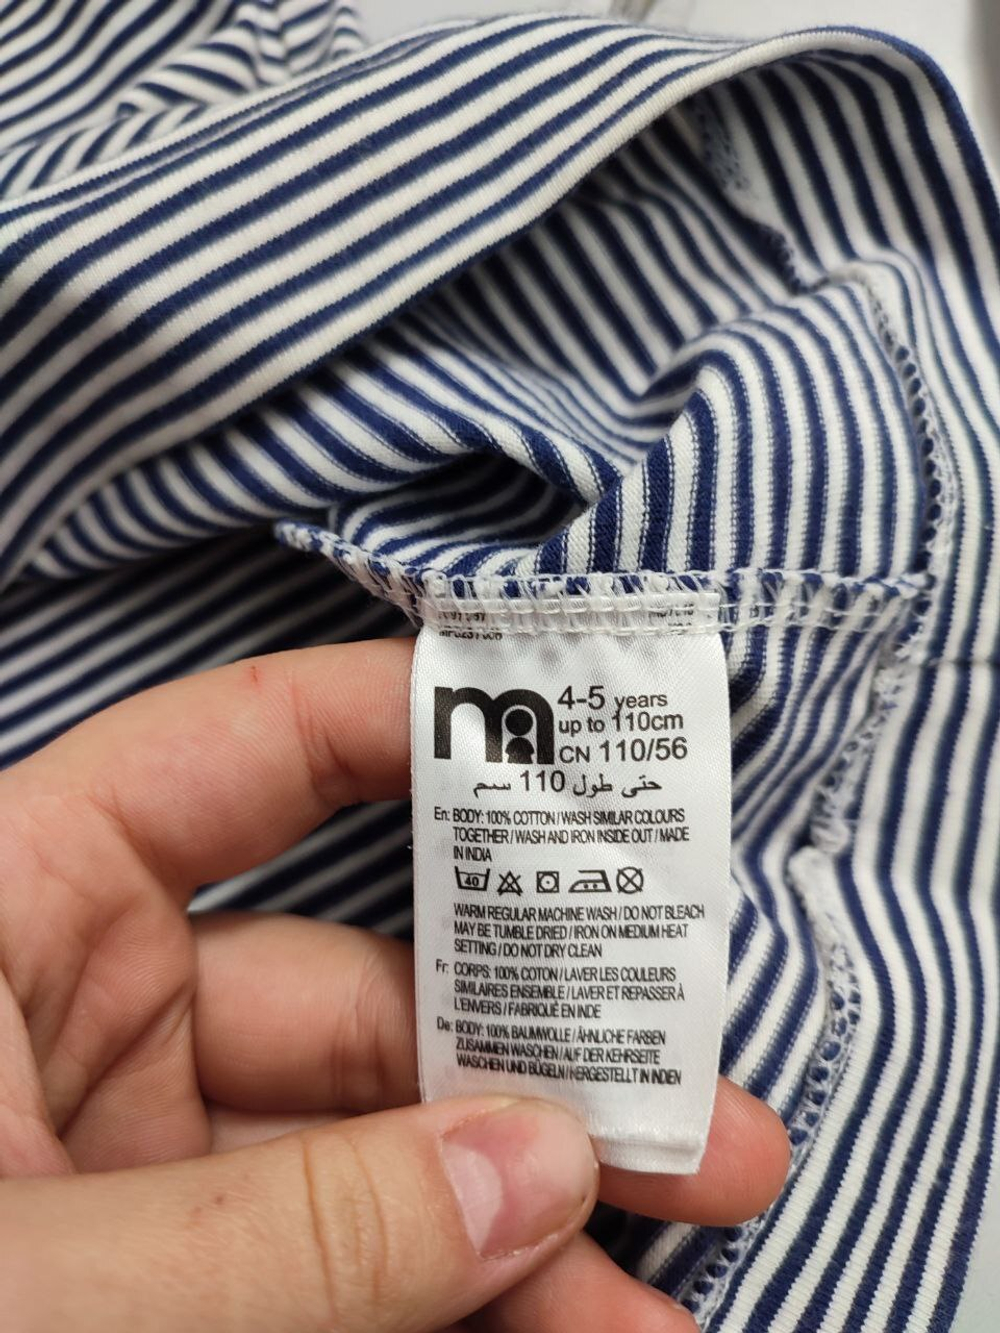 m
4-5 years
up to 110cm
CN 110/56
حتى طول 110 سم
En: BODY: 100% COTTON / WASH SIMILAR COLOURS
TOGETHER / WASH AND IRON INSIDE OUT / MADE
IN INDIA
40
WARM REGULAR MACHINE WASH / DO NOT BLEACH
MAY BE TUMBLE DRIED / IRON ON MEDIUM HEAT
SETTING / DO NOT DRY CLEAN
Fr: CORPS: 100% COTON / LAVER LES COULEURS
SIMILAIRES ENSEMBLE / LAVER ET REPASSER À
L'ENVERS / FABRIQUÉ EN INDE
De: BODY: 100% BAUMWOLLE / ÄHNLICHE FARBEN
ZUSAMMEN WASCHEN / AUF DER KEHRSEITE
WASCHEN UND BÜGELN / HERGESTELLT IN INDIEN